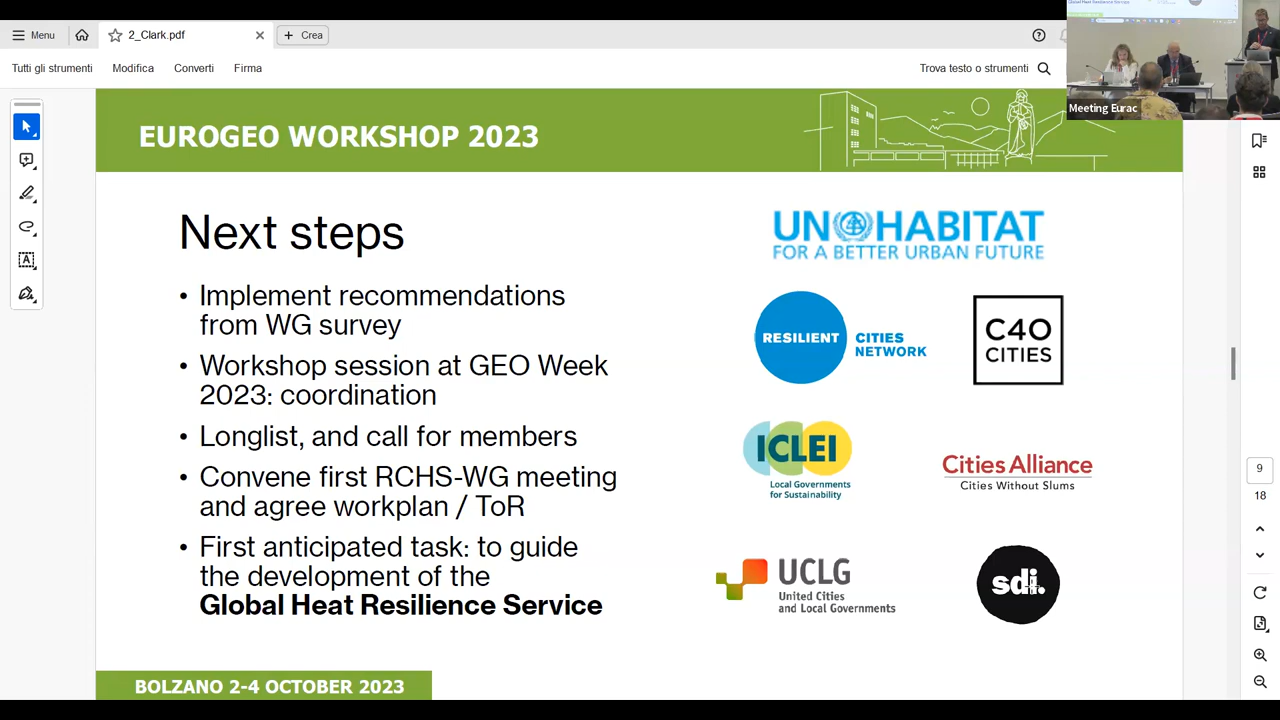 Menu
2_Clark.pdf
Crea
Tutti gli strumenti
Modifica
Converti
Firma
Trova testo o strumenti
Global Heat Resilience Service
Meeting Eurac
EUROGEO WORKSHOP 2023
Next steps
• Implement recommendations
from WG survey
• Workshop session at GEO Week
2023: coordination
• Longlist, and call for members
• Convene first RCHS-WG meeting
and agree workplan / ToR
• First anticipated task: to guide
the development of the
Global Heat Resilience Service
UN HABITAT
FOR A BETTER URBAN FUTURE
RESILIENT
CITIES
NETWORK
C40
CITIES
ICLEI
Local Governments
for Sustainability
Cities Alliance
Cities Without Slums
UCLG
United Cities
and Local Governments
sdi.
BOLZANO 2-4 OCTOBER 2023
9
18